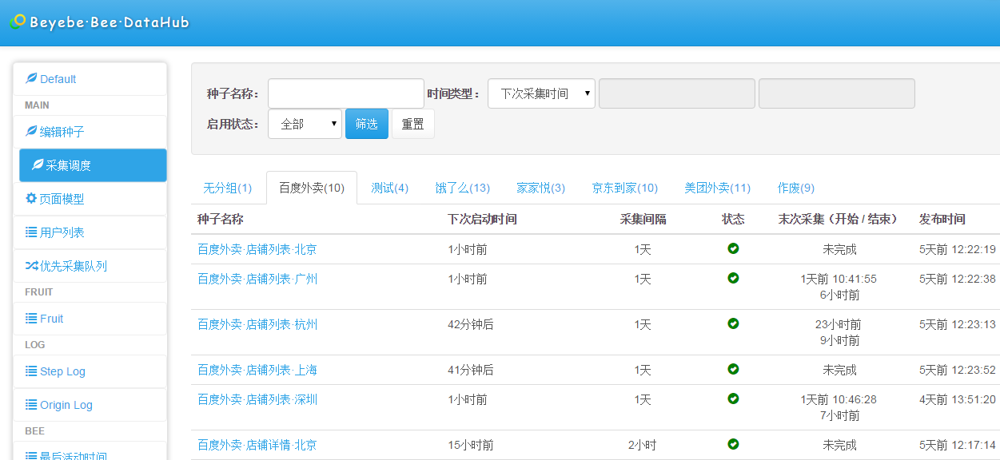 Beyebe·Bee·DataHub
Default
MAIN
编辑种子
采集调度
页面模型
用户列表
优先采集队列
FRUIT
Fruit
LOG
Step Log
Origin Log
BEE
最后活动时间
种子名称： 时间类型： 下次采集时间
启用状态： 全部 筛选 重置
无分组(1) 百度外卖(10) 测试(4) 饿了么(13) 家家悦(3) 京东到家(10) 美团外卖(11) 作废(9)
种子名称 下次启动时间 采集间隔 状态 末次采集（开始 / 结束） 发布时间
百度外卖·店铺列表·北京 1小时前 1天 未完成 5天前 12:22:19
百度外卖·店铺列表·广州 1小时前 1天 1天前 10:41:55 5天前 12:22:38
6小时前
百度外卖·店铺列表·杭州 42分钟后 1天 23小时前 5天前 12:23:13
9小时前
百度外卖·店铺列表·上海 41分钟后 1天 未完成 5天前 12:23:52
百度外卖·店铺列表·深圳 1小时前 1天 1天前 10:46:28 4天前 13:51:20
7小时前
百度外卖·店铺详情·北京 15小时前 2小时 未完成 5天前 12:17:14